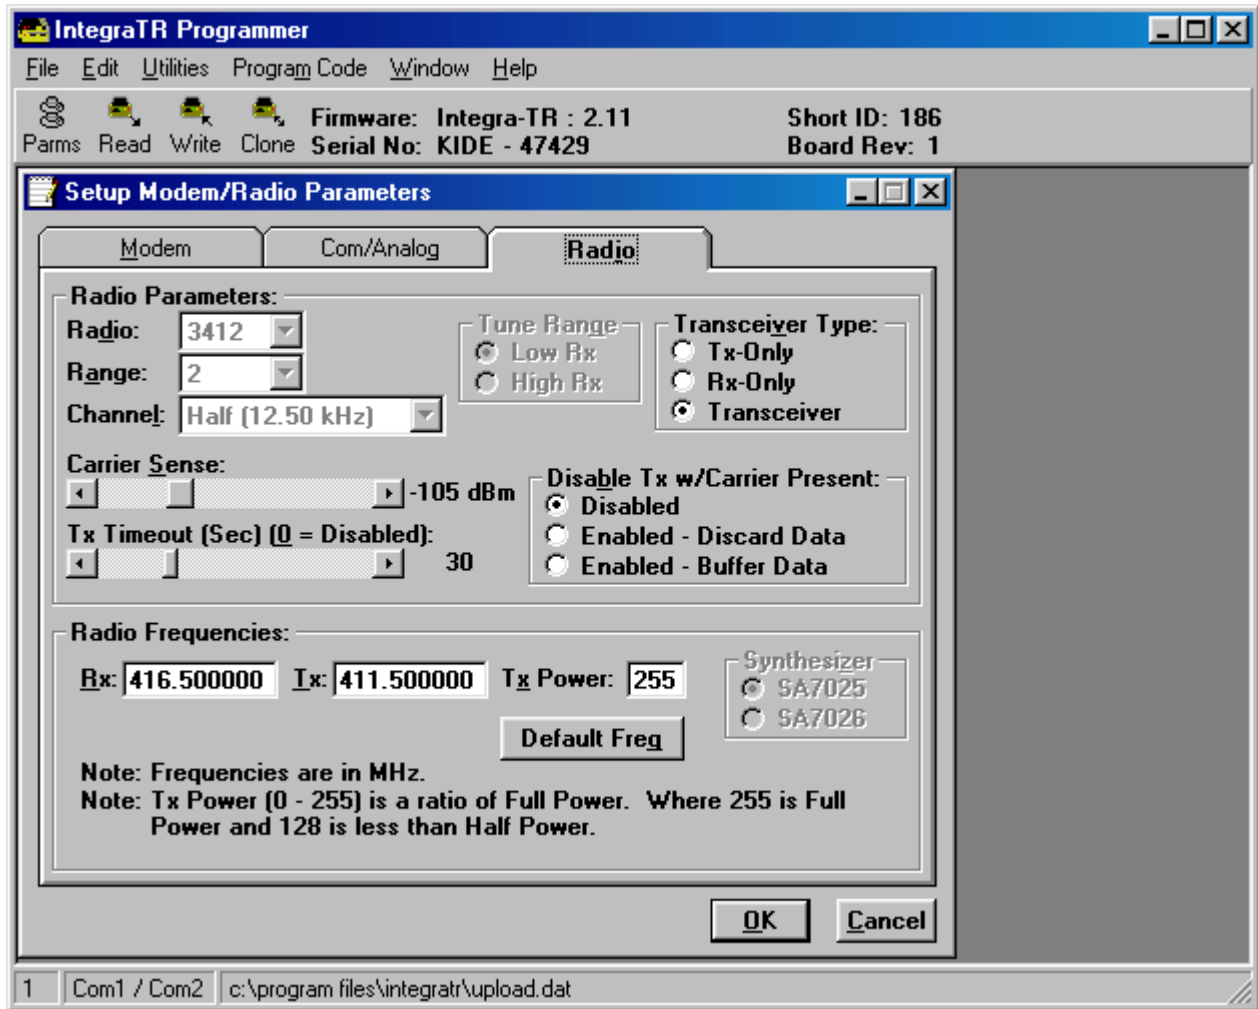 IntegraTR Programmer
File Edit Utilities Program Code Window Help
Parms Read Write Clone
Firmware: Integra-TR : 2.11 Short ID: 186
Serial No: KIDE - 47429 Board Rev: 1
Setup Modem/Radio Parameters
Modem Com/Analog Radio
Radio Parameters:
Radio: 3412
Range: 2
Channel: Half (12.50 kHz)
Tune Range
Low Rx
High Rx
Transceiver Type:
Tx-Only
Rx-Only
Transceiver
Carrier Sense:
-105 dBm
Tx Timeout (Sec) (0 = Disabled):
30
Disable Tx w/Carrier Present:
Disabled
Enabled - Discard Data
Enabled - Buffer Data
Radio Frequencies:
Rx: 416.500000 Tx: 411.500000 Tx Power: 255
Synthesizer
SA7025
SA7026
Default Freq
Note: Frequencies are in MHz.
Note: Tx Power (0 - 255) is a ratio of Full Power. Where 255 is Full
Power and 128 is less than Half Power.
OK Cancel
1 Com1 / Com2 c:\program files\integratr\upload.dat